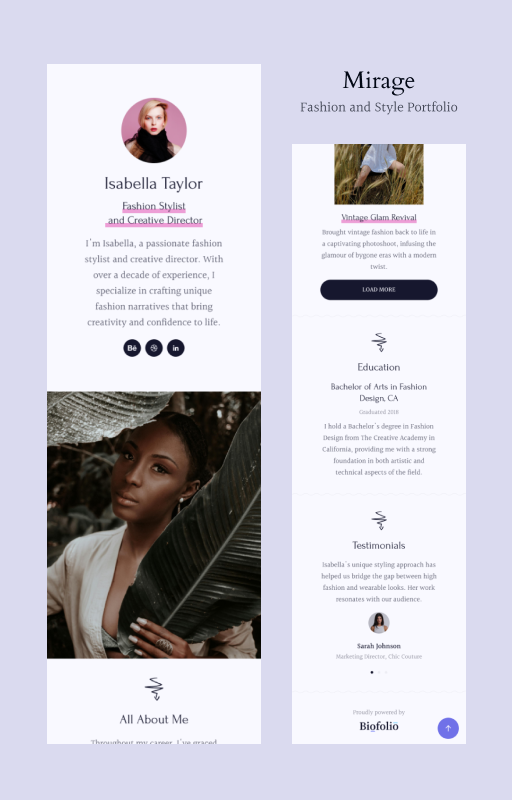 Mirage
Fashion and Style Portfolio
Isabella Taylor
Fashion Stylist
and Creative Director
I'm Isabella, a passionate fashion
stylist and creative director. With
over a decade of experience, I
specialize in crafting unique
fashion narratives that bring
creativity and confidence to life.
Bē
in
All About Me
Throughout my career, I've graced
Vintage Glam Revival
Brought vintage fashion back to life in
a captivating photoshoot, infusing the
glamour of bygone eras with a modern
twist.
LOAD MORE
Education
Bachelor of Arts in Fashion
Design, CA
Graduated 2018
I hold a Bachelor's degree in Fashion
Design from The Creative Academy in
California, providing me with a strong
foundation in both artistic and
technical aspects of the field.
Testimonials
Isabella's unique styling approach has
helped us bridge the gap between high
fashion and wearable looks. Her work
resonates with our audience.
Sarah Johnson
Marketing Director, Chic Couture
Proudly powered by
Biofolio